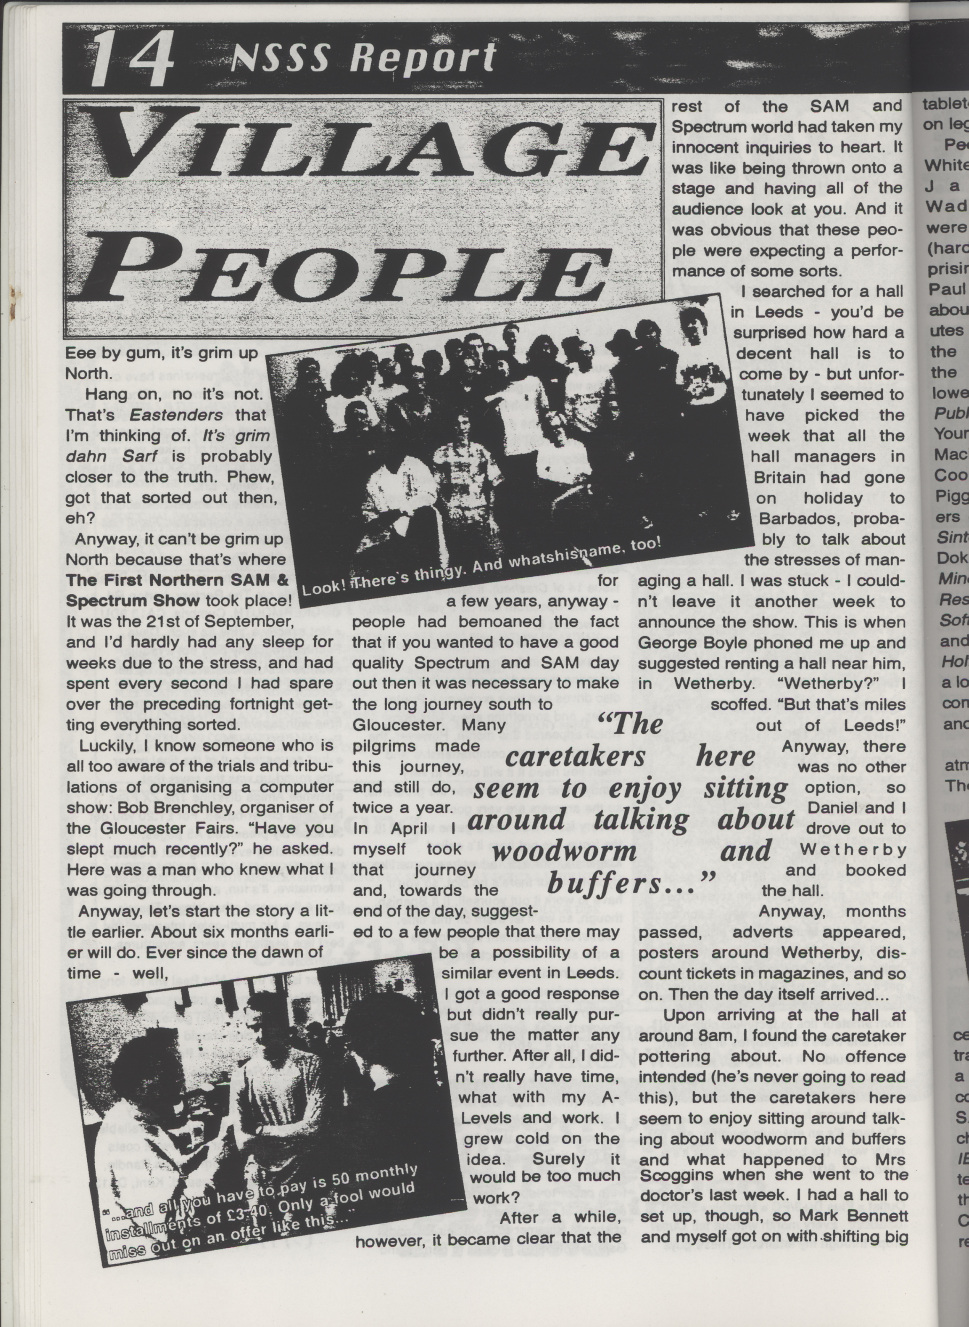 14 NSSS Report
VILLAGE
PEOPLE
Eee by gum, it's grim up
North.
Hang on, no it's not.
That's Eastenders that
I'm thinking of. It's grim
dahn Sarf is probably
closer to the truth. Phew,
got that sorted out then,
eh?
Anyway, it can't be grim up
North because that's where
The First Northern SAM &
Spectrum Show took place!
It was the 21st of September,
and I'd hardly had any sleep for
weeks due to the stress, and had
spent every second I had spare
over the preceding fortnight get-
ting everything sorted.
Luckily, I know someone who is
all too aware of the trials and tribu-
lations of organising a computer
show: Bob Brenchley, organiser of
the Gloucester Fairs. "Have you
slept much recently?" he asked.
Here was a man who knew what I
was going through.
Anyway, let's start the story a lit-
tle earlier. About six months earli-
er will do. Ever since the dawn of
time - well,
Look! There's thingy. And whatshisname, too!
"...and all you have to pay is 50 monthly
installments of £3.40. Only a fool would
miss out on an offer like this..."
for
a few years, anyway -
people had bemoaned the fact
that if you wanted to have a good
quality Spectrum and SAM day
out then it was necessary to make
the long journey south to
Gloucester. Many
pilgrims made
this journey,
and still do,
twice a year.
In April I
myself took
that journey
and, towards the
end of the day, suggest-
ed to a few people that there may
be a possibility of a
similar event in Leeds.
I got a good response
but didn't really pur-
sue the matter any
further. After all, I did-
n't really have time,
what with my A-
Levels and work. I
grew cold on the
idea. Surely it
would be too much
work?
After a while,
however, it became clear that the
"The
caretakers here
seem to enjoy sitting
around talking about
woodworm and
buffers..."
rest of the SAM and
Spectrum world had taken my
innocent inquiries to heart. It
was like being thrown onto a
stage and having all of the
audience look at you. And it
was obvious that these peo-
ple were expecting a perfor-
mance of some sorts.
I searched for a hall
in Leeds - you'd be
surprised how hard a
decent hall is to
come by - but unfor-
tunately I seemed to
have picked the
week that all the
hall managers in
Britain had gone
on holiday to
Barbados, proba-
bly to talk about
the stresses of man-
aging a hall. I was stuck - I could-
n't leave it another week to
announce the show. This is when
George Boyle phoned me up and
suggested renting a hall near him,
in Wetherby. "Wetherby?" I
scoffed. "But that's miles
out of Leeds!"
Anyway, there
was no other
option, so
Daniel and I
drove out to
Wetherby
and booked
the hall.
Anyway, months
passed, adverts appeared,
posters around Wetherby, dis-
count tickets in magazines, and so
on. Then the day itself arrived...
Upon arriving at the hall at
around 8am, I found the caretaker
pottering about. No offence
intended (he's never going to read
this), but the caretakers here
seem to enjoy sitting around talk-
ing about woodworm and buffers
and what happened to Mrs
Scoggins when she went to the
doctor's last week. I had a hall to
set up, though, so Mark Bennett
and myself got on with shifting big